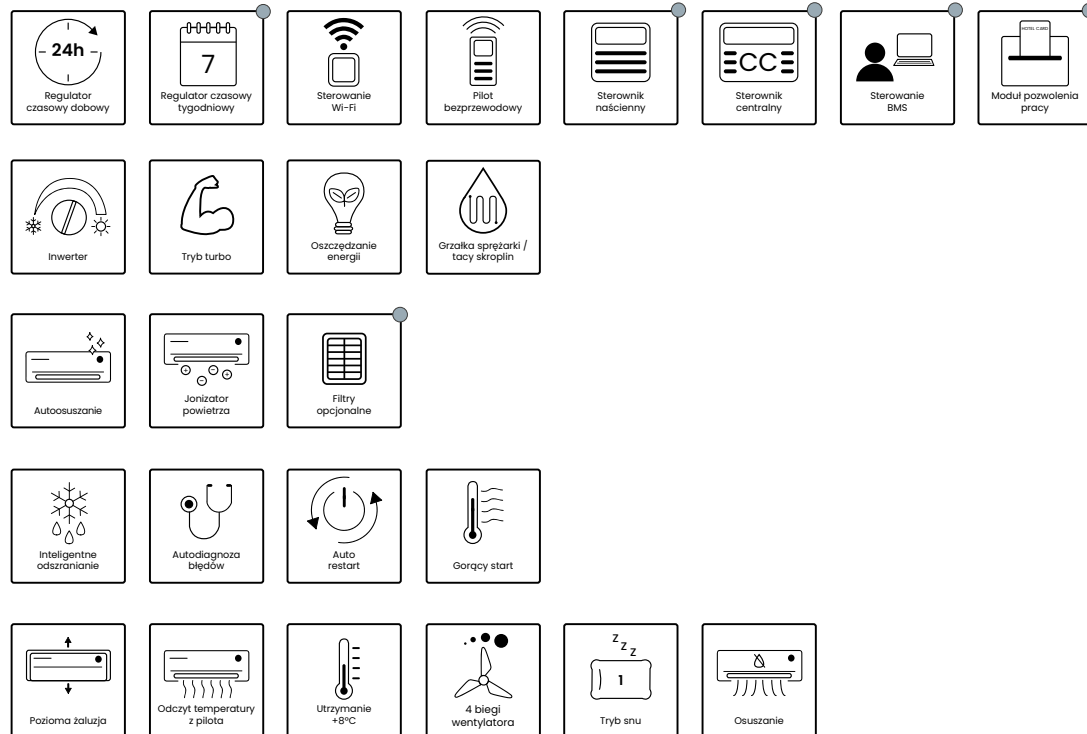 24h
Regulator
czasowy dobowy
7
Regulator czasowy
tygodniowy
Sterowanie
Wi-Fi
Pilot
bezprzewodowy
Sterownik
naścienny
CC
Sterownik
centralny
Sterowanie
BMS
HOTEL CARD
Moduł pozwolenia
pracy
Inwerter
Tryb turbo
Oszczędzanie
energii
Grzałka sprężarki /
tacy skroplin
Autoosuszanie
Jonizator
powietrza
Filtry
opcjonalne
Inteligentne
odszranianie
Autodiagnoza
błędów
Auto
restart
Gorący start
Pozioma żaluzja
Odczyt temperatury
z pilota
Utrzymanie
+8°C
4 biegi
wentylatora
Z
Z
Z
1
Tryb snu
Osuszanie